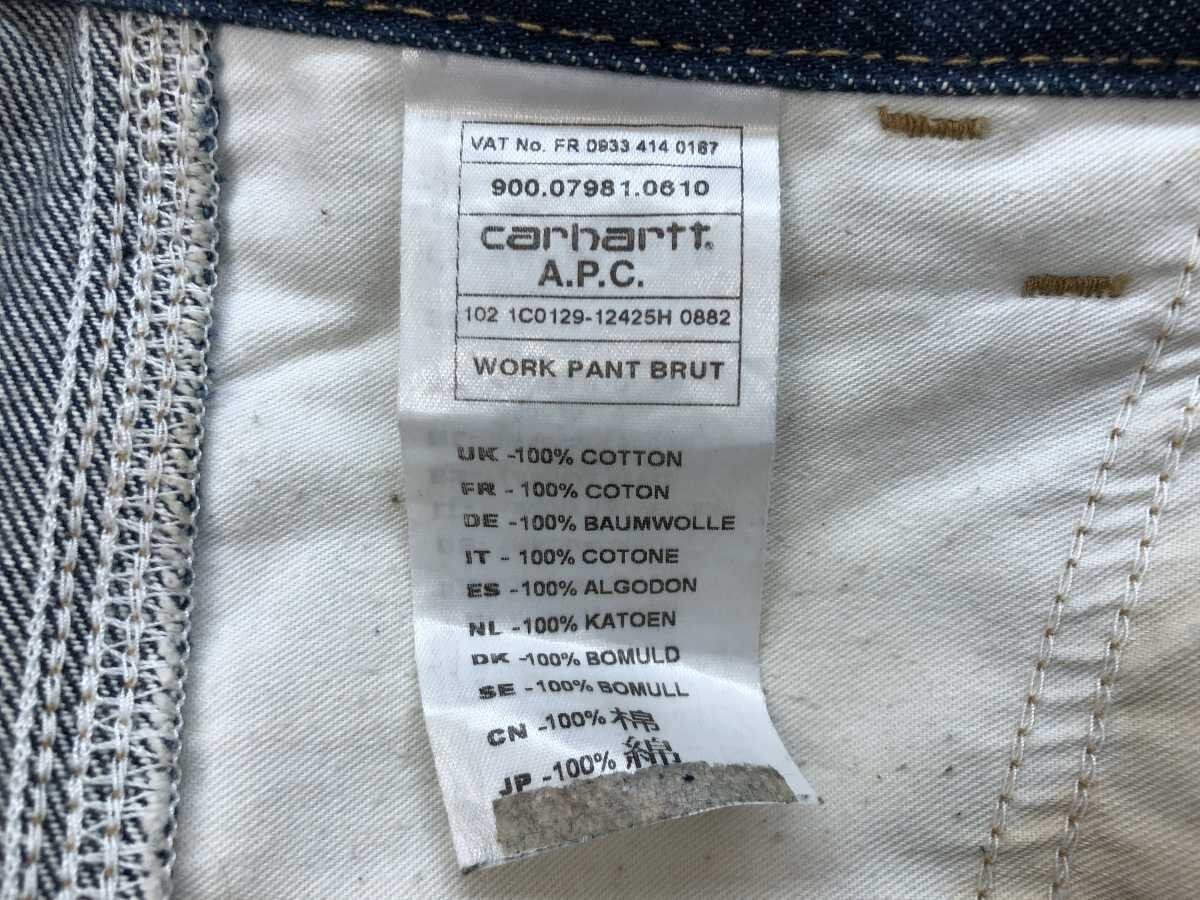 VAT No. FR 0933 414 0167
900.07981.0610
carhartt.
A.P.C.
102 1C0129-12425H 0882
WORK PANT BRUT
UK -100% COTTON
FR - 100% COTON
DE -100% BAUMWOLLE
IT - 100% COTONE
ES -100% ALGODON
NL -100% KATOEN
DK -100% BOMULD
SE -100% BOMULL
CN -100% 棉
JP -100% 綿